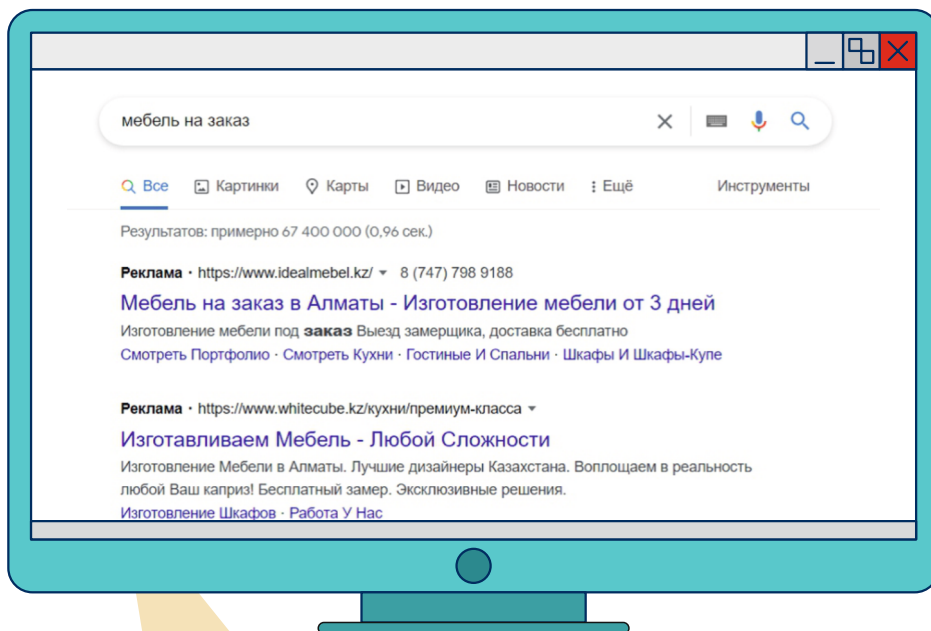 мебель на заказ
Все Картинки Карты Видео Новости Ещё Инструменты
Результатов: примерно 67 400 000 (0,96 сек.)
Реклама · https://www.idealmebel.kz/ 8 (747) 798 9188
Мебель на заказ в Алматы - Изготовление мебели от 3 дней
Изготовление мебели под заказ Выезд замерщика, доставка бесплатно
Смотреть Портфолио · Смотреть Кухни · Гостиные И Спальни · Шкафы И Шкафы-Купе
Реклама · https://www.whitecube.kz/кухни/премиум-класса
Изготавливаем Мебель - Любой Сложности
Изготовление Мебели в Алматы. Лучшие дизайнеры Казахстана. Воплощаем в реальность
любой Ваш каприз! Бесплатный замер. Эксклюзивные решения.
Изготовление Шкафов · Работа У Нас